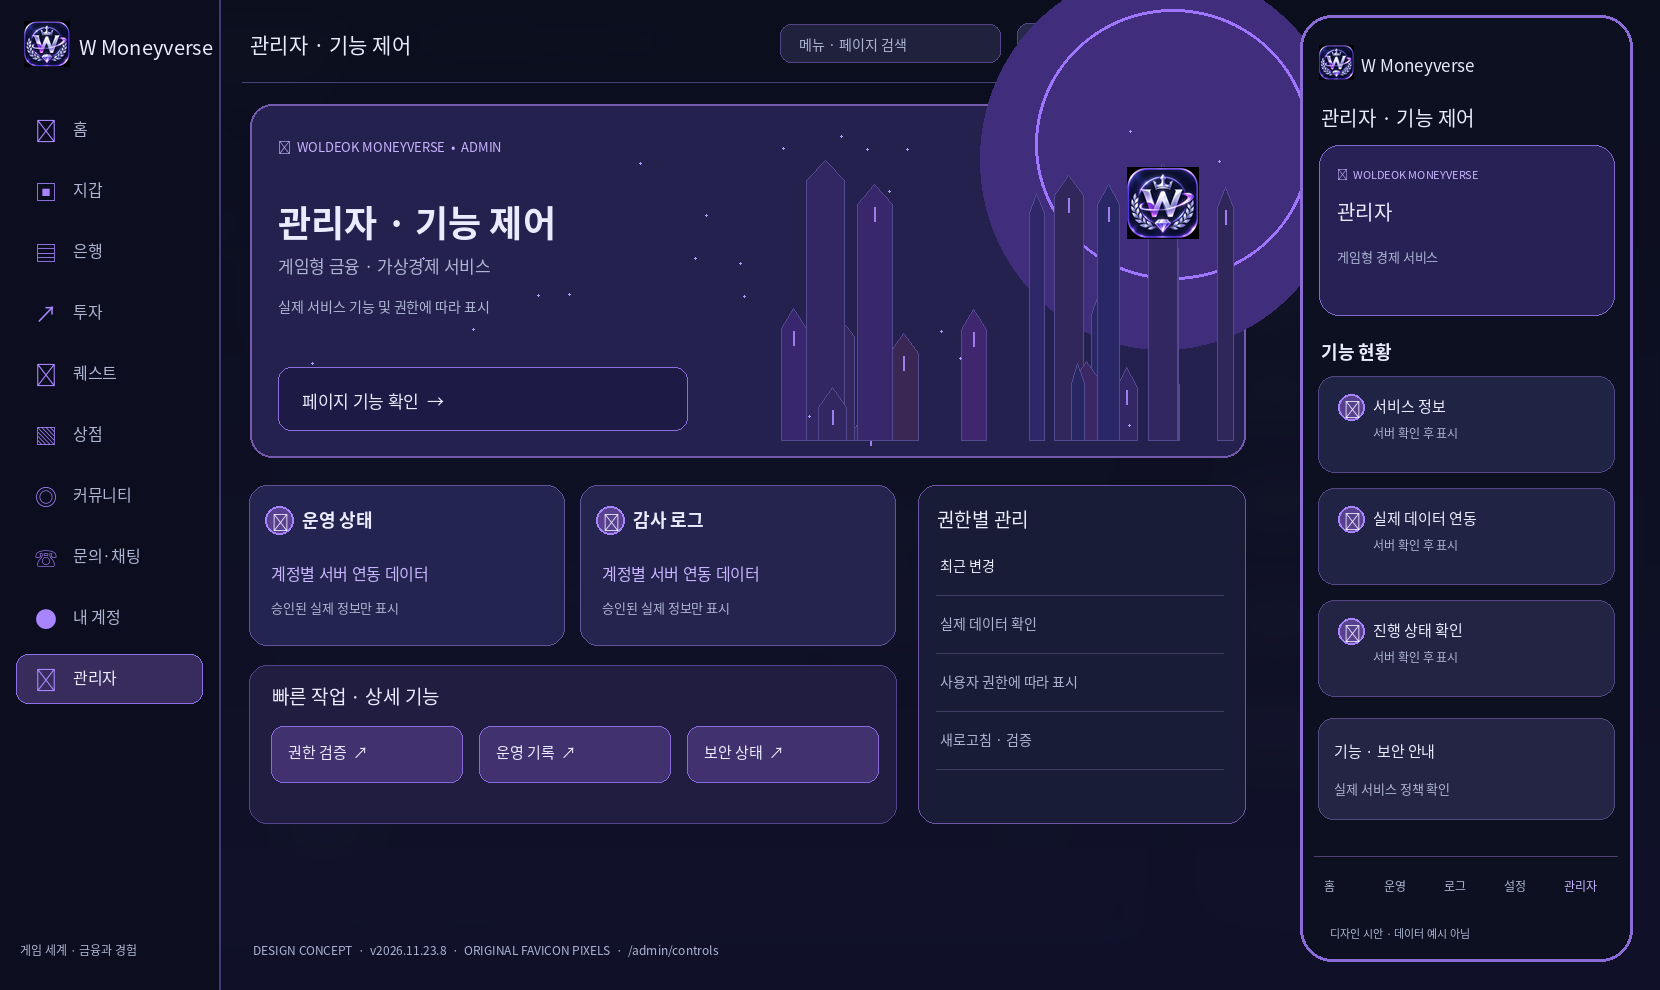 W Moneyverse
홈
지갑
은행
투자
퀘스트
상점
커뮤니티
문의·채팅
내 계정
관리자
게임 세계 · 금융과 경험
관리자 · 기능 제어
메뉴 · 페이지 검색
WOLDEOK MONEYVERSE • ADMIN
관리자 · 기능 제어
게임형 금융 · 가상경제 서비스
실제 서비스 기능 및 권한에 따라 표시
페이지 기능 확인 →
W
운영 상태
계정별 서버 연동 데이터
승인된 실제 정보만 표시
감사 로그
계정별 서버 연동 데이터
승인된 실제 정보만 표시
권한별 관리
최근 변경
실제 데이터 확인
사용자 권한에 따라 표시
새로고침 · 검증
빠른 작업 · 상세 기능
권한 검증 ↗
운영 기록 ↗
보안 상태 ↗
DESIGN CONCEPT · v2026.11.23.8 · ORIGINAL FAVICON PIXELS · /admin/controls
W Moneyverse
관리자 · 기능 제어
WOLDEOK MONEYVERSE
관리자
게임형 경제 서비스
기능 현황
서비스 정보
서버 확인 후 표시
실제 데이터 연동
서버 확인 후 표시
진행 상태 확인
서버 확인 후 표시
기능 · 보안 안내
실제 서비스 정책 확인
홈 운영 로그 설정 관리자
디자인 시안 · 데이터 예시 아님